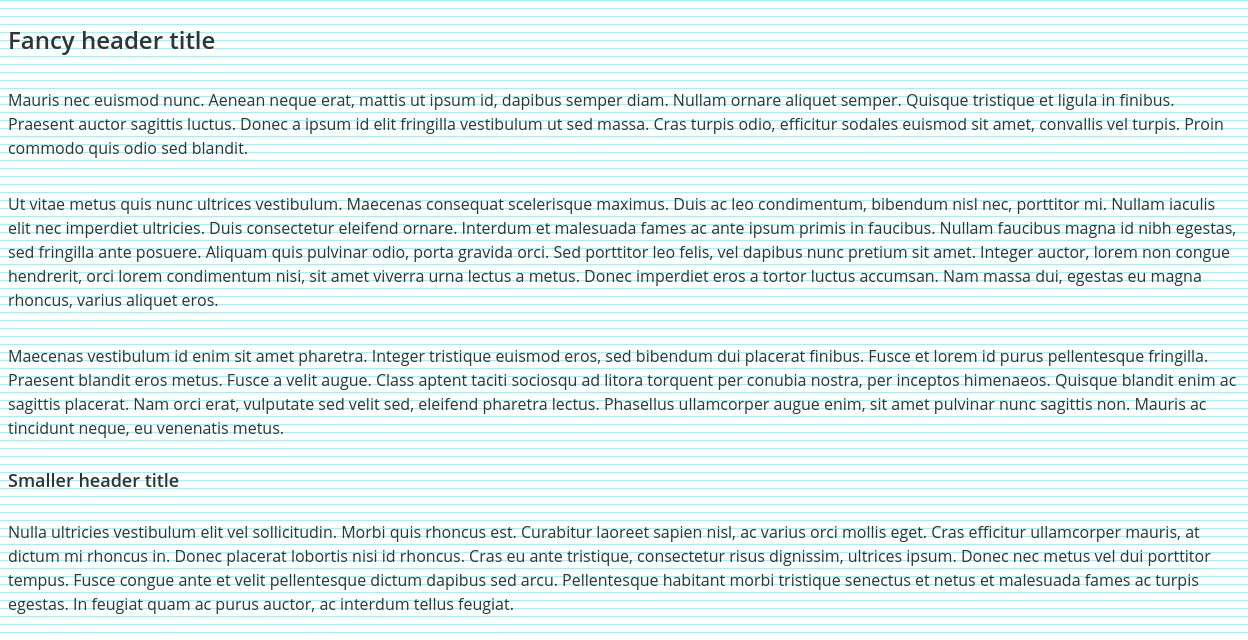 Fancy header title
Mauris nec euismod nunc. Aenean neque erat, mattis ut ipsum id, dapibus semper diam. Nullam ornare aliquet semper. Quisque tristique et ligula in finibus.
Praesent auctor sagittis luctus. Donec a ipsum id elit fringilla vestibulum ut sed massa. Cras turpis odio, efficitur sodales euismod sit amet, convallis vel turpis. Proin
commodo quis odio sed blandit.
Ut vitae metus quis nunc ultrices vestibulum. Maecenas consequat scelerisque maximus. Duis ac leo condimentum, bibendum nisl nec, porttitor mi. Nullam iaculis
elit nec imperdiet ultricies. Duis consectetur eleifend ornare. Interdum et malesuada fames ac ante ipsum primis in faucibus. Nullam faucibus magna id nibh egestas,
sed fringilla ante posuere. Aliquam quis pulvinar odio, porta gravida orci. Sed porttitor leo felis, vel dapibus nunc pretium sit amet. Integer auctor, lorem non congue
hendrerit, orci lorem condimentum nisi, sit amet viverra urna lectus a metus. Donec imperdiet eros a tortor luctus accumsan. Nam massa dui, egestas eu magna
rhoncus, varius aliquet eros.
Maecenas vestibulum id enim sit amet pharetra. Integer tristique euismod eros, sed bibendum dui placerat finibus. Fusce et lorem id purus pellentesque fringilla.
Praesent blandit eros metus. Fusce a velit augue. Class aptent taciti sociosqu ad litora torquent per conubia nostra, per inceptos himenaeos. Quisque blandit enim ac
sagittis placerat. Nam orci erat, vulputate sed velit sed, eleifend pharetra lectus. Phasellus ullamcorper augue enim, sit amet pulvinar nunc sagittis non. Mauris ac
tincidunt neque, eu venenatis metus.
Smaller header title
Nulla ultricies vestibulum elit vel sollicitudin. Morbi quis rhoncus est. Curabitur laoreet sapien nisl, ac varius orci mollis eget. Cras efficitur ullamcorper mauris, at
dictum mi rhoncus in. Donec placerat lobortis nisi id rhoncus. Cras eu ante tristique, consectetur risus dignissim, ultrices ipsum. Donec nec metus vel dui porttitor
tempus. Fusce congue ante et velit pellentesque dictum dapibus sed arcu. Pellentesque habitant morbi tristique senectus et netus et malesuada fames ac turpis
egestas. In feugiat quam ac purus auctor, ac interdum tellus feugiat.